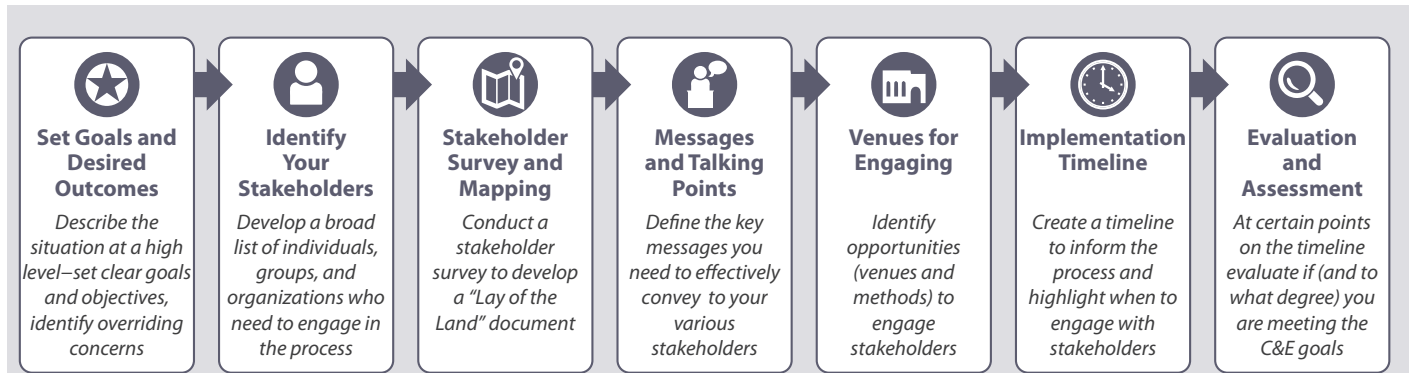 Set Goals and
Desired
Outcomes
Describe the
situation at a high
level–set clear goals
and objectives,
identify overriding
concerns
Identify
Your
Stakeholders
Develop a broad
list of individuals,
groups, and
organizations who
need to engage in
the process
Stakeholder
Survey and
Mapping
Conduct a
stakeholder
survey to develop
a “Lay of the
Land” document
Messages
and Talking
Points
Define the key
messages you
need to effectively
convey to your
various
stakeholders
Venues for
Engaging
Identify
opportunities
(venues and
methods) to
engage
stakeholders
Implementation
Timeline
Create a timeline
to inform the
process and
highlight when to
engage with
stakeholders
Evaluation
and
Assessment
At certain points
on the timeline
evaluate if (and to
what degree) you
are meeting the
C&E goals